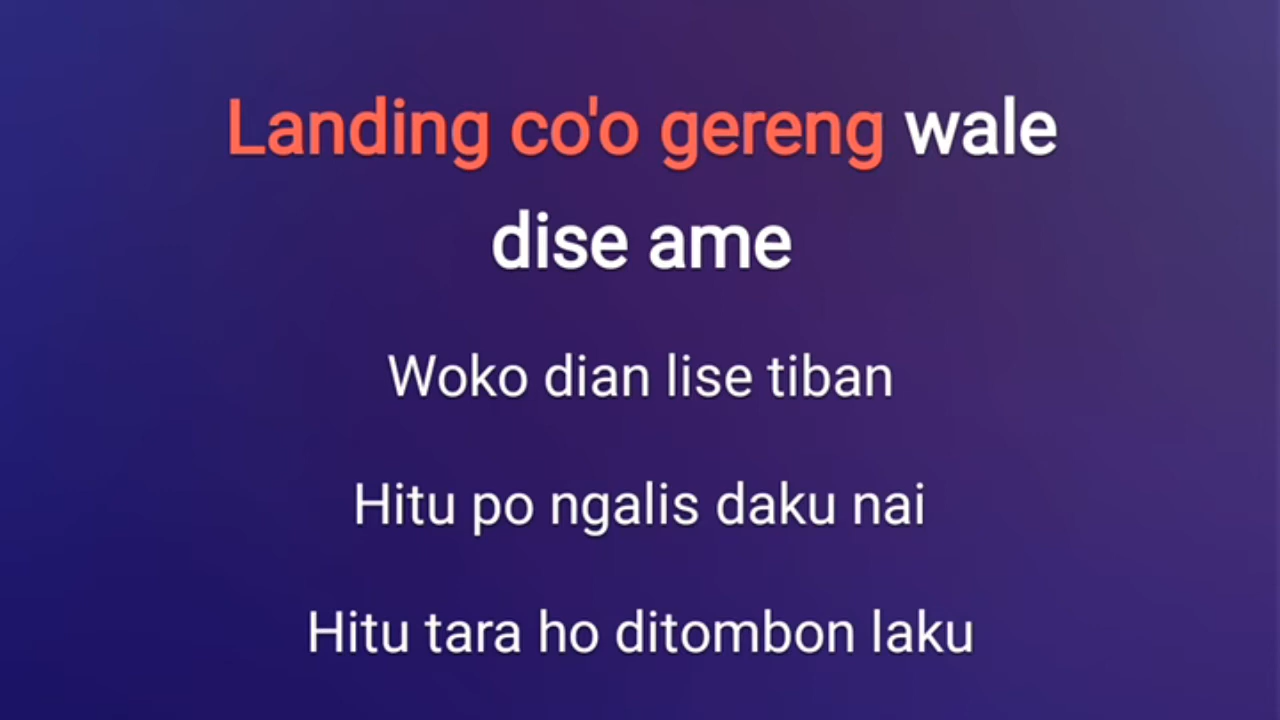 Landing co'o gereng wale
dise ame
Woko dian lise tiban
Hitu po ngalis daku nai
Hitu tara ho ditombon laku